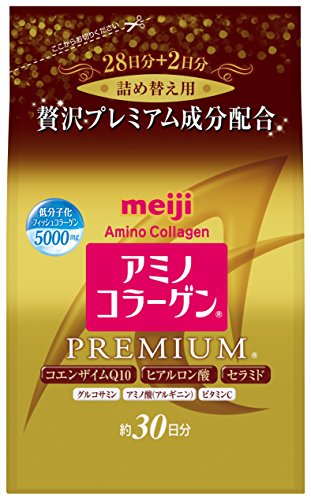 ここからお切りください
28日分+2日分
詰め替え用
贅沢プレミアム成分配合
meiji
Amino Collagen
低分子化
フィッシュコラーゲン
5000mg
アミノ
コラーゲン®
PREMIUM®
コエンザイムQ10 ヒアルロン酸 セラミド
グルコサミン アミノ酸(アルギニン) ビタミンC
約30日分